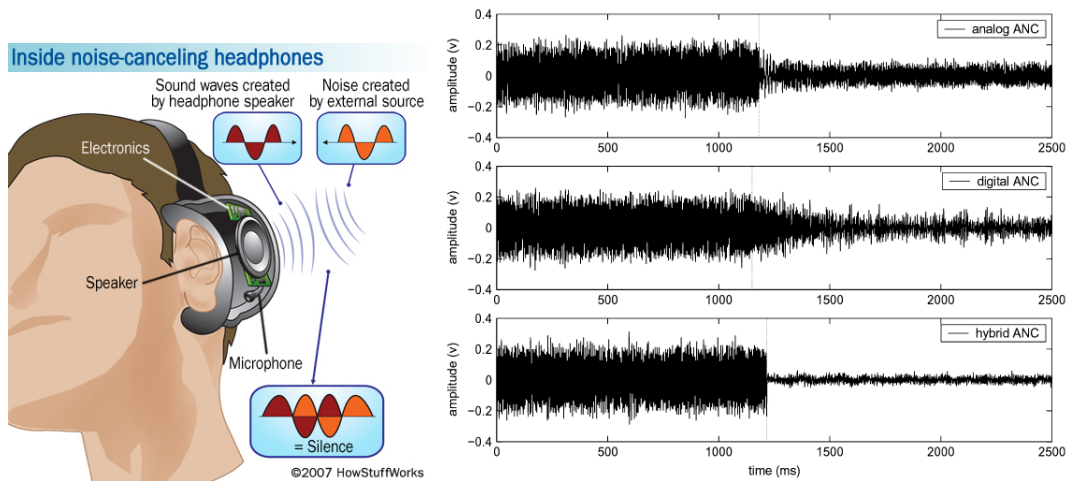 Inside noise-canceling headphones
Sound waves created
by headphone speaker
Noise created
by external source
Electronics
Speaker
Microphone
= Silence
©2007 HowStuffWorks
0.4
0.2
0
−0.2
−0.4
amplitude (v)
analog ANC
0
500
1000
1500
2000
2500
0.4
0.2
0
−0.2
−0.4
amplitude (v)
digital ANC
0
500
1000
1500
2000
2500
0.4
0.2
0
−0.2
−0.4
amplitude (v)
hybrid ANC
0
500
1000
1500
2000
2500
time (ms)